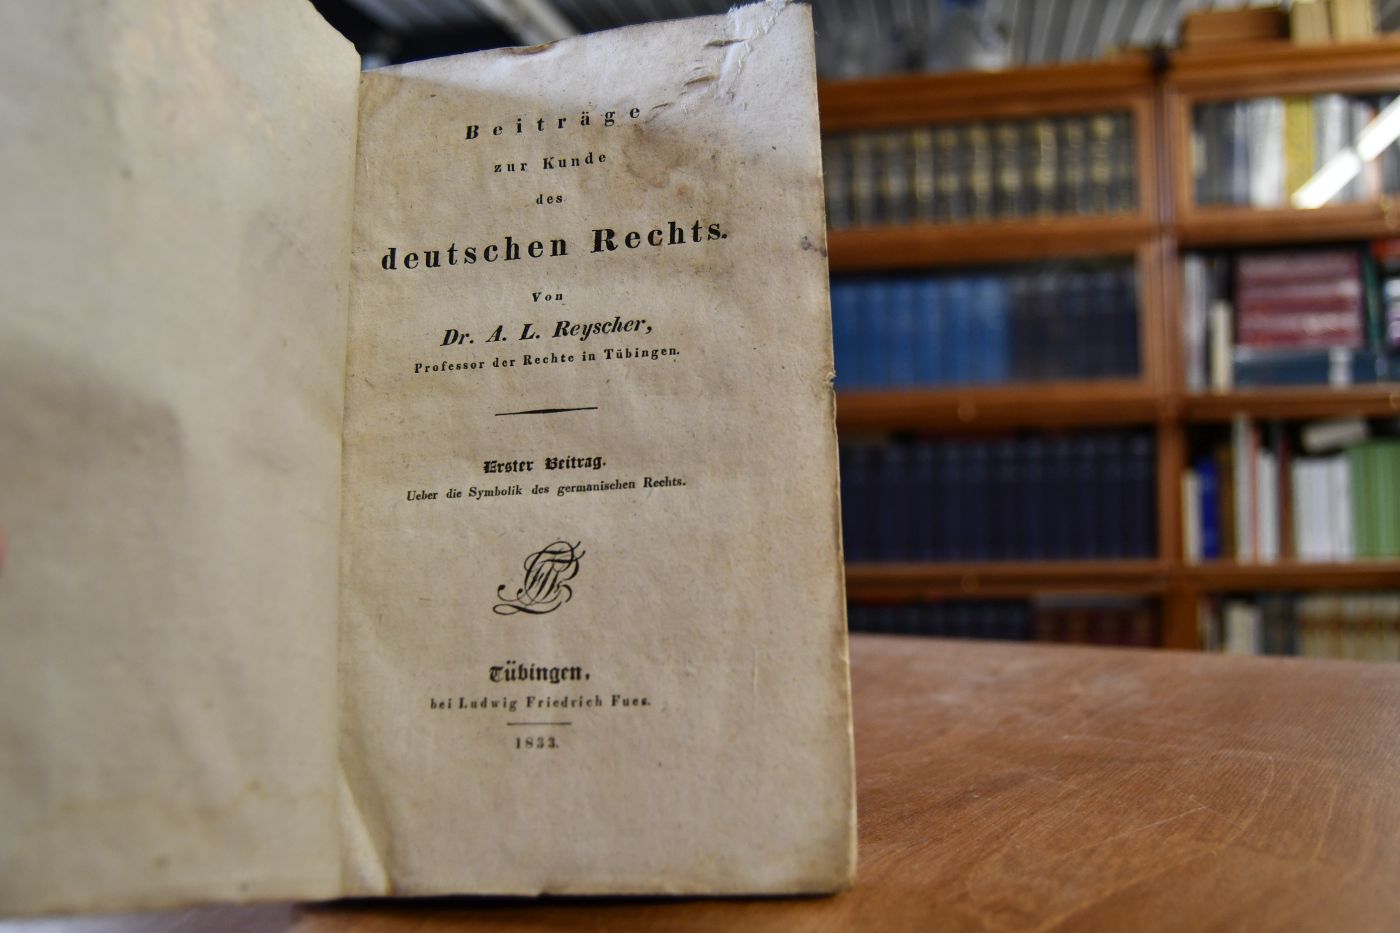 Beiträge
zur Kunde
des
deutschen Rechts.
Von
Dr. A. L. Reyscher,
Professor der Rechte in Tübingen.
Erster Beitrag.
Ueber die Symbolik des germanischen Rechts.
Tübingen,
bei Ludwig Friedrich Fues.
1833.